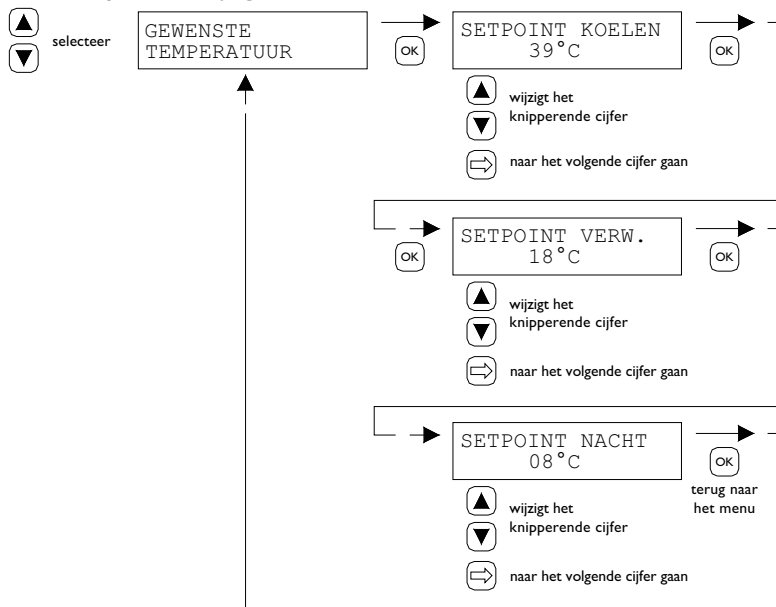 selecteer
GEWENSTE
TEMPERATUUR
OK
SETPOINT KOELEN
39°C
OK
wijzigt het
knipperende cijfer
naar het volgende cijfer gaan
OK
SETPOINT VERW.
18°C
OK
wijzigt het
knipperende cijfer
naar het volgende cijfer gaan
SETPOINT NACHT
08°C
OK
terug naar
het menu
wijzigt het
knipperende cijfer
naar het volgende cijfer gaan